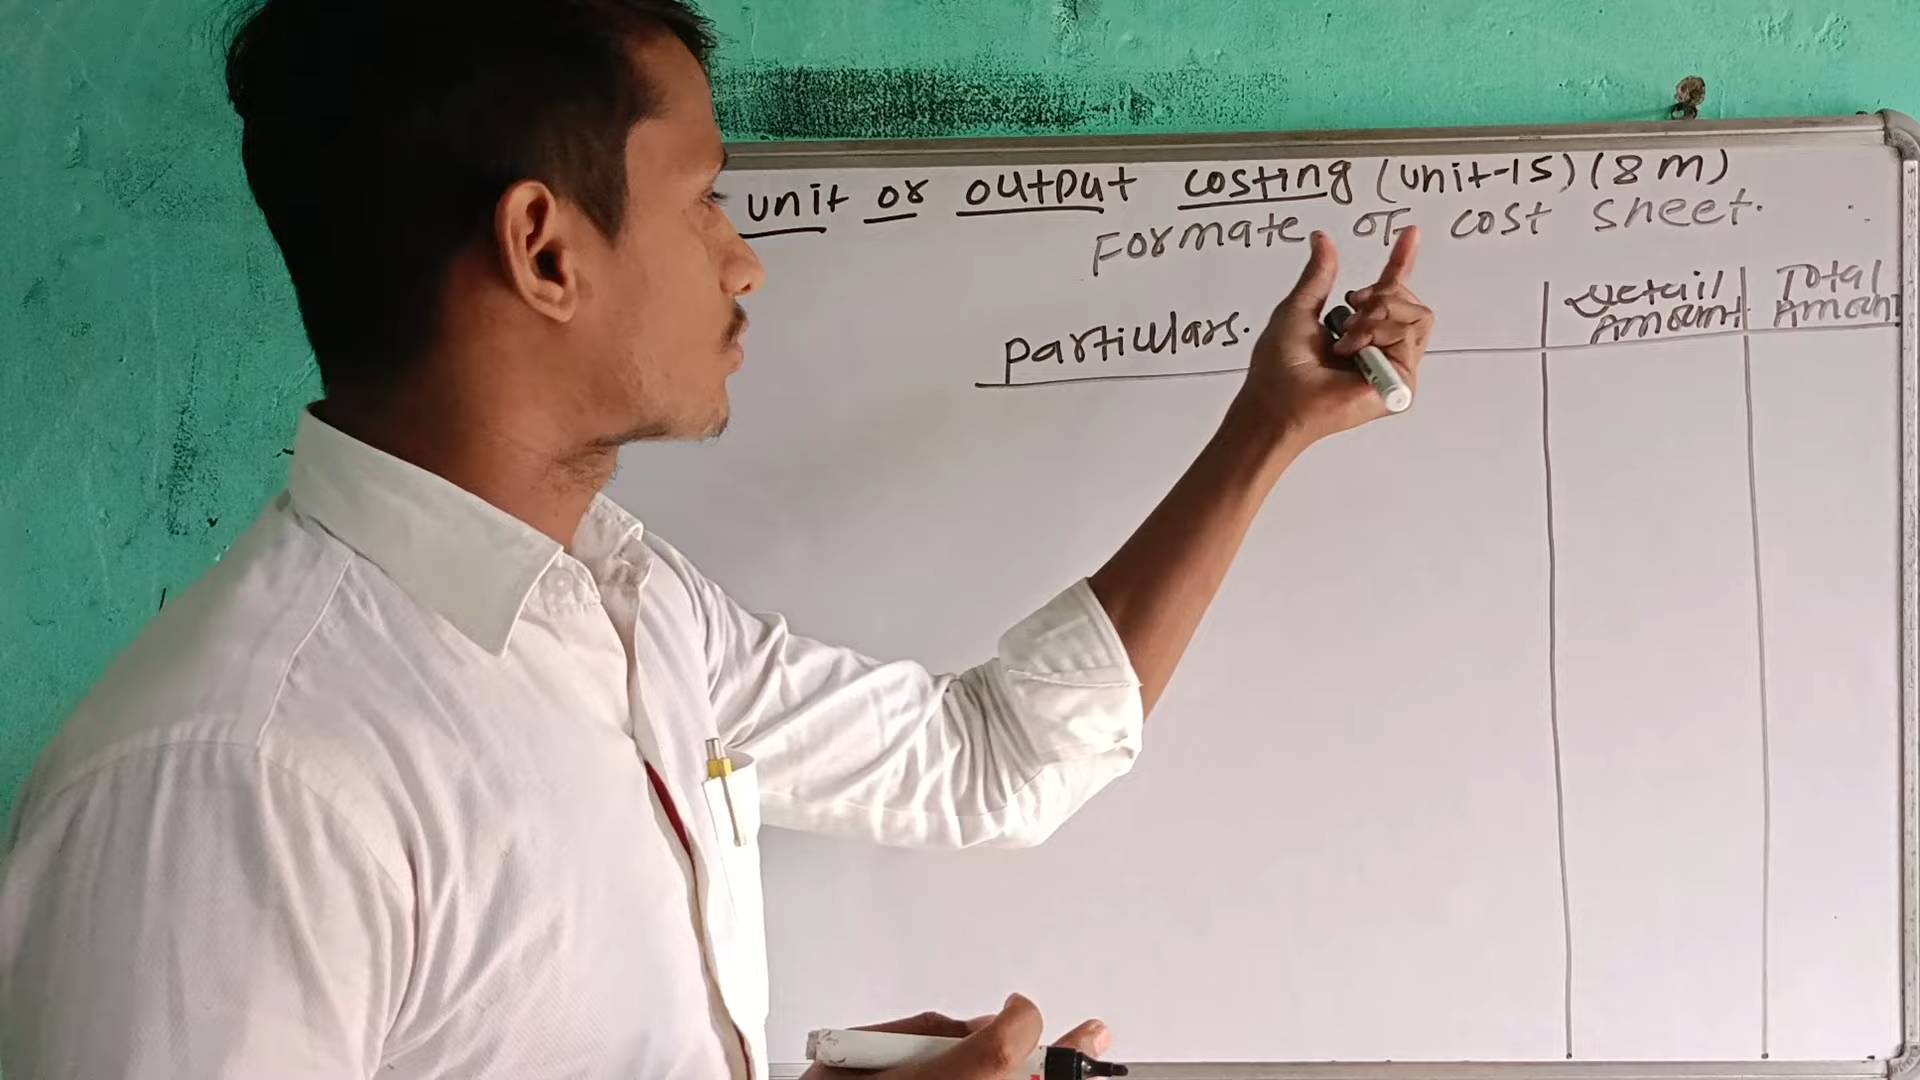 unit or output costing (unit-15) (8 m)
Formate of cost sheet.
particulars.
Detail Amount
Total Amount